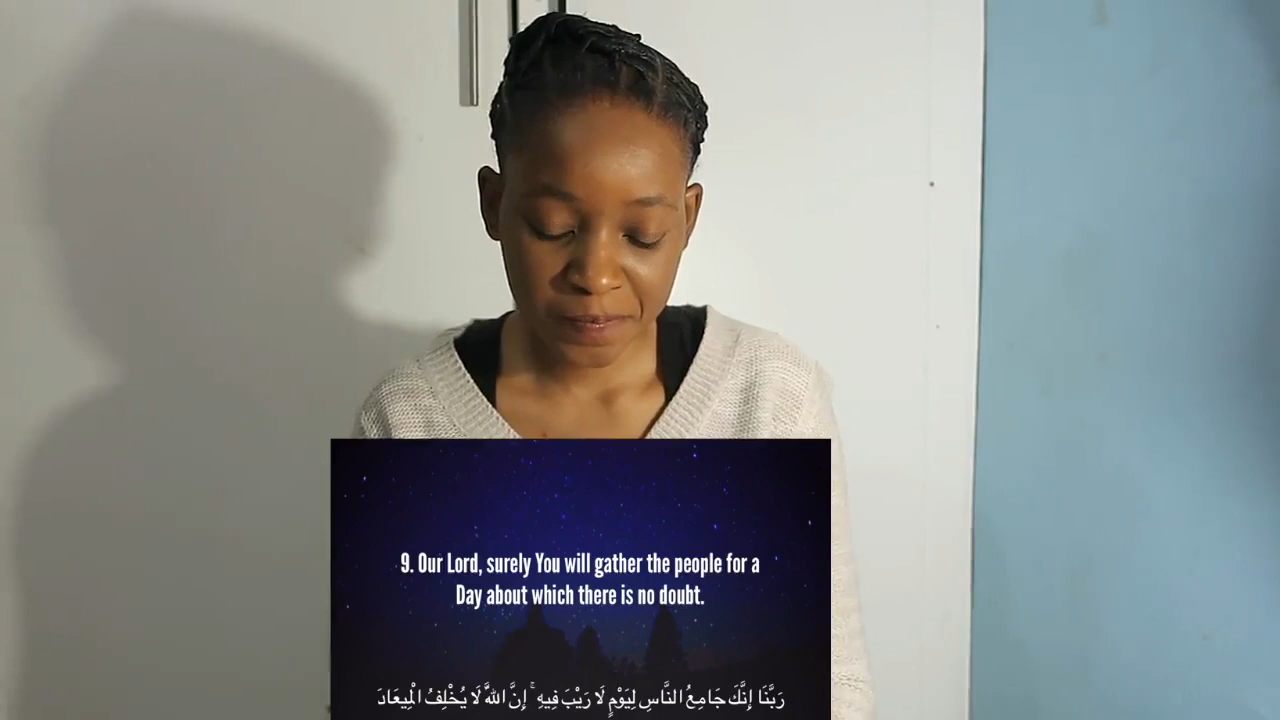 9. Our Lord, surely You will gather the people for a
Day about which there is no doubt.
رَبَّنَا إِنَّكَ جَامِعُ النَّاسِ لِيَوْمٍ لَا رَيْبَ فِيهِ ۚ إِنَّ اللَّهَ لَا يُخْلِفُ الْمِيعَادَ